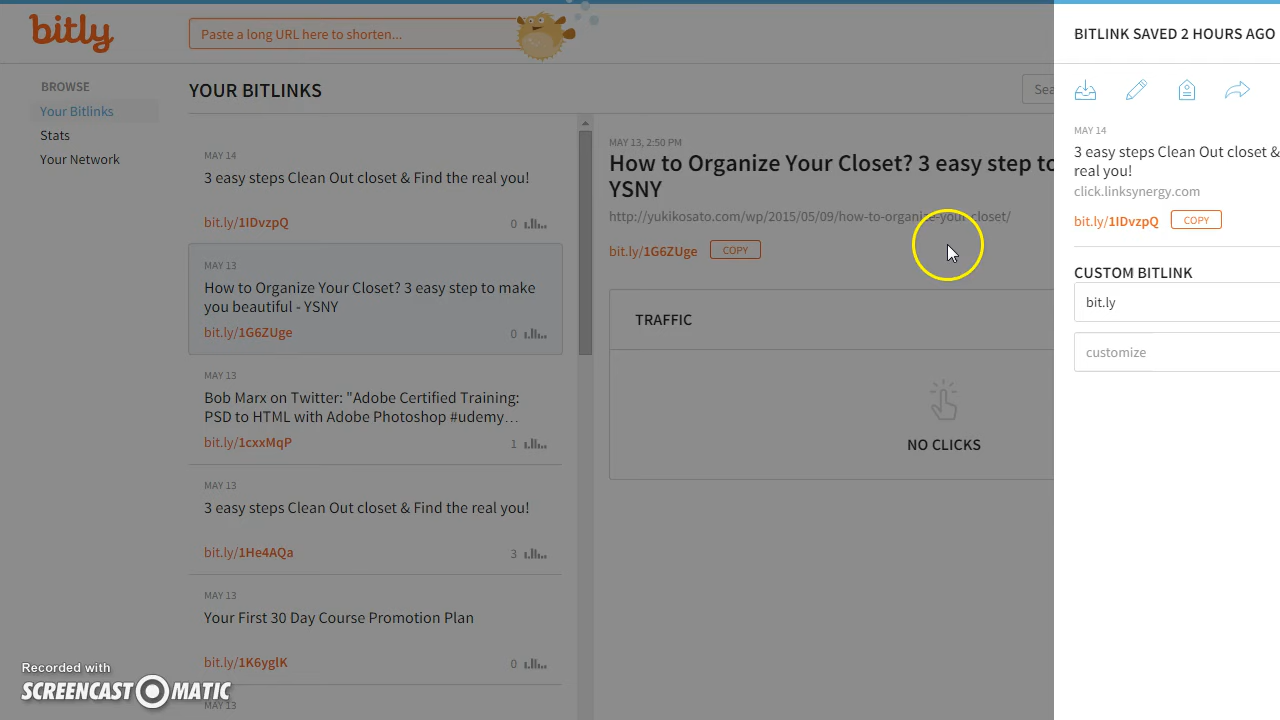 bitly
Paste a long URL here to shorten...
BROWSE
Your Bitlinks
Stats
Your Network
YOUR BITLINKS
MAY 14
3 easy steps Clean Out closet & Find the real you!
bit.ly/1IDvzpQ
0
MAY 13
How to Organize Your Closet? 3 easy step to make
you beautiful - YSNY
bit.ly/1G6ZUge
0
MAY 13
Bob Marx on Twitter: "Adobe Certified Training:
PSD to HTML with Adobe Photoshop #udemy…
bit.ly/1cxxMqP
1
MAY 13
3 easy steps Clean Out closet & Find the real you!
bit.ly/1He4AQa
3
MAY 13
Your First 30 Day Course Promotion Plan
bit.ly/1K6yglK
0
MAY 13
Sea
MAY 13, 2:50 PM
How to Organize Your Closet? 3 easy step to
YSNY
http://yukikosato.com/wp/2015/05/09/how-to-organize-your-closet/
bit.ly/1G6ZUge COPY
TRAFFIC
NO CLICKS
BITLINK SAVED 2 HOURS AGO
MAY 14
3 easy steps Clean Out closet &
real you!
click.linksynergy.com
bit.ly/1IDvzpQ COPY
CUSTOM BITLINK
bit.ly
customize
Recorded with
SCREENCAST MATIC